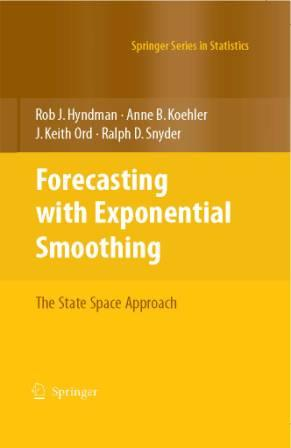 Springer Series in Statistics
Rob J. Hyndman · Anne B. Koehler
J. Keith Ord · Ralph D. Snyder
Forecasting
with Exponential
Smoothing
The State Space Approach
Springer